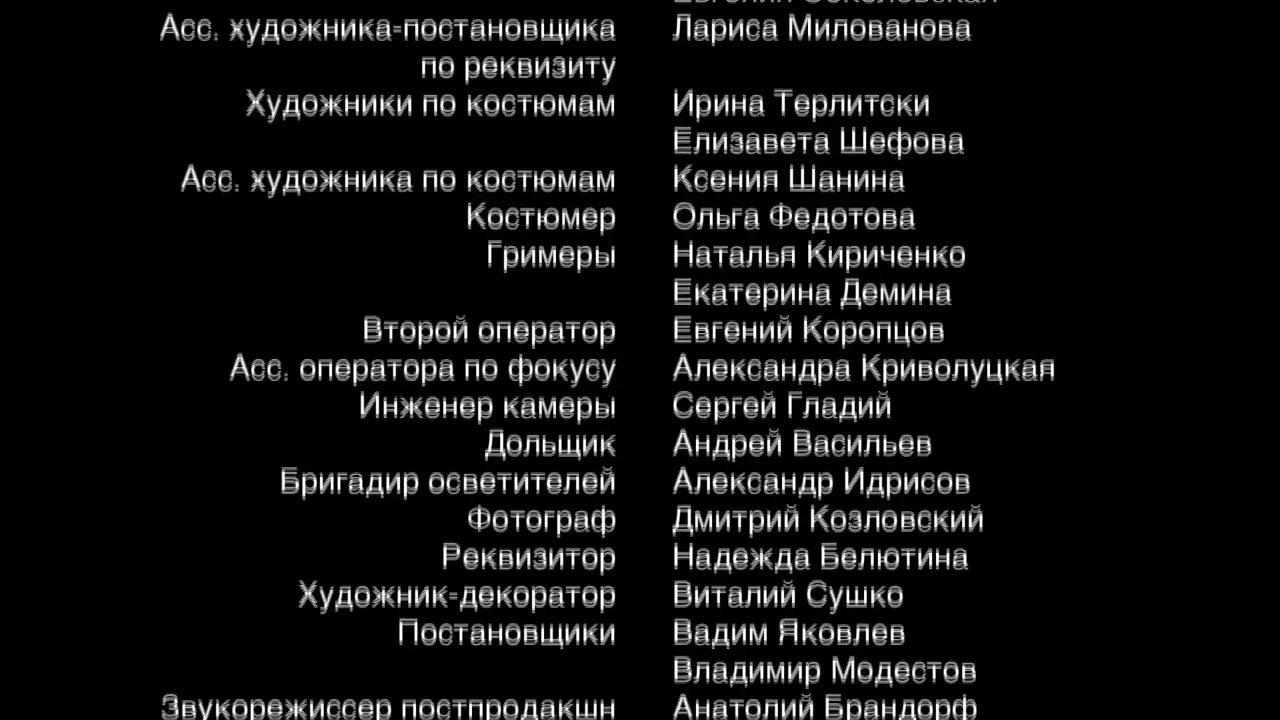 Асс. художника-постановщика Лариса Милованова
по реквизиту
Художники по костюмам Ирина Терлитски
Елизавета Шефова
Асс. художника по костюмам Ксения Шанина
Костюмер Ольга Федотова
Гримеры Наталья Кириченко
Екатерина Демина
Второй оператор Евгений Коропцов
Асс. оператора по фокусу Александра Криволуцкая
Инженер камеры Сергей Гладий
Дольщик Андрей Васильев
Бригадир осветителей Александр Идрисов
Фотограф Дмитрий Козловский
Реквизитор Надежда Белютина
Художник-декоратор Виталий Сушко
Постановщики Вадим Яковлев
Владимир Модестов
Звукорежиссер постпродакшн Анатолий Брандорф